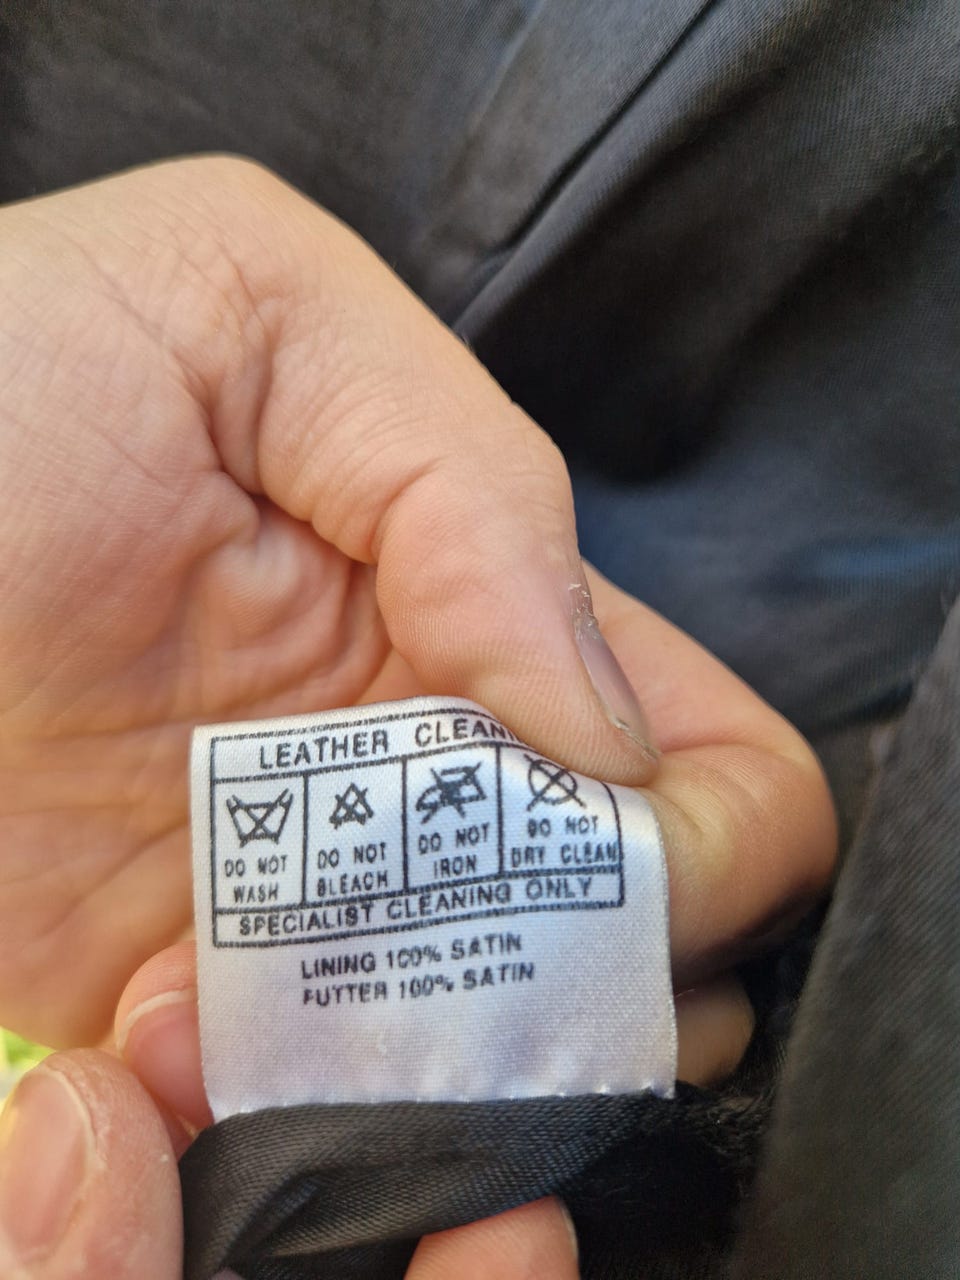 LEATHER CLEANI
DO NOT WASH
DO NOT BLEACH
DO NOT IRON
DO NOT DRY CLEAN
SPECIALIST CLEANING ONLY
LINING 100% SATIN
FUTTER 100% SATIN